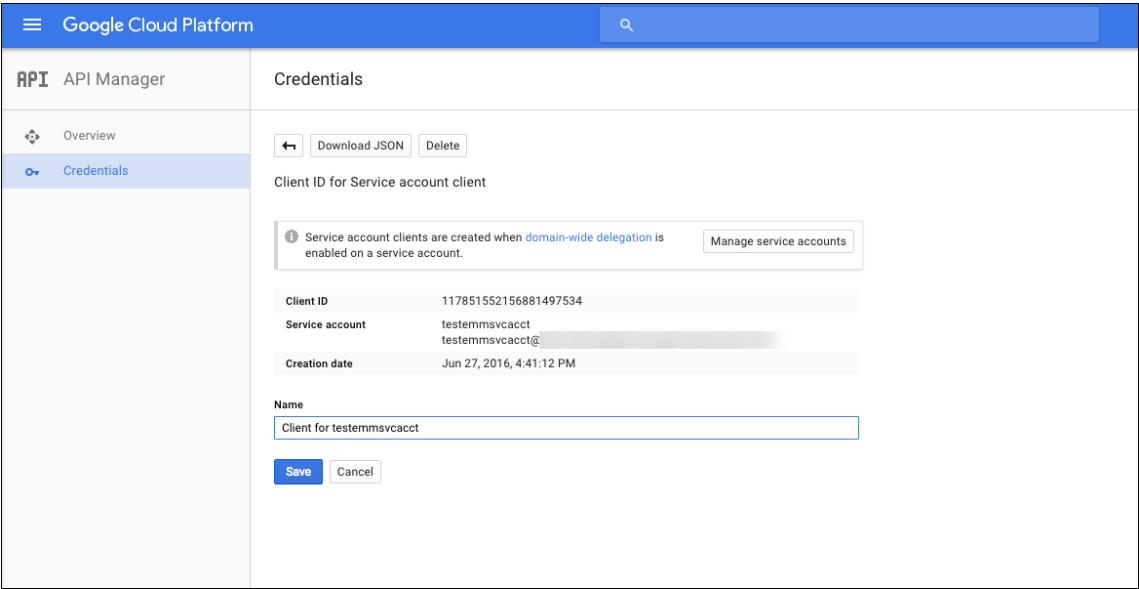 Google Cloud Platform
API API Manager
Credentials
Overview
Credentials
Download JSON Delete
Client ID for Service account client
Service account clients are created when domain-wide delegation is
enabled on a service account.
Manage service accounts
Client ID 117851552156881497534
Service account testemmsvcacct
testemmsvcacct@
Creation date Jun 27, 2016, 4:41:12 PM
Name
Client for testemmsvcacct
Save Cancel